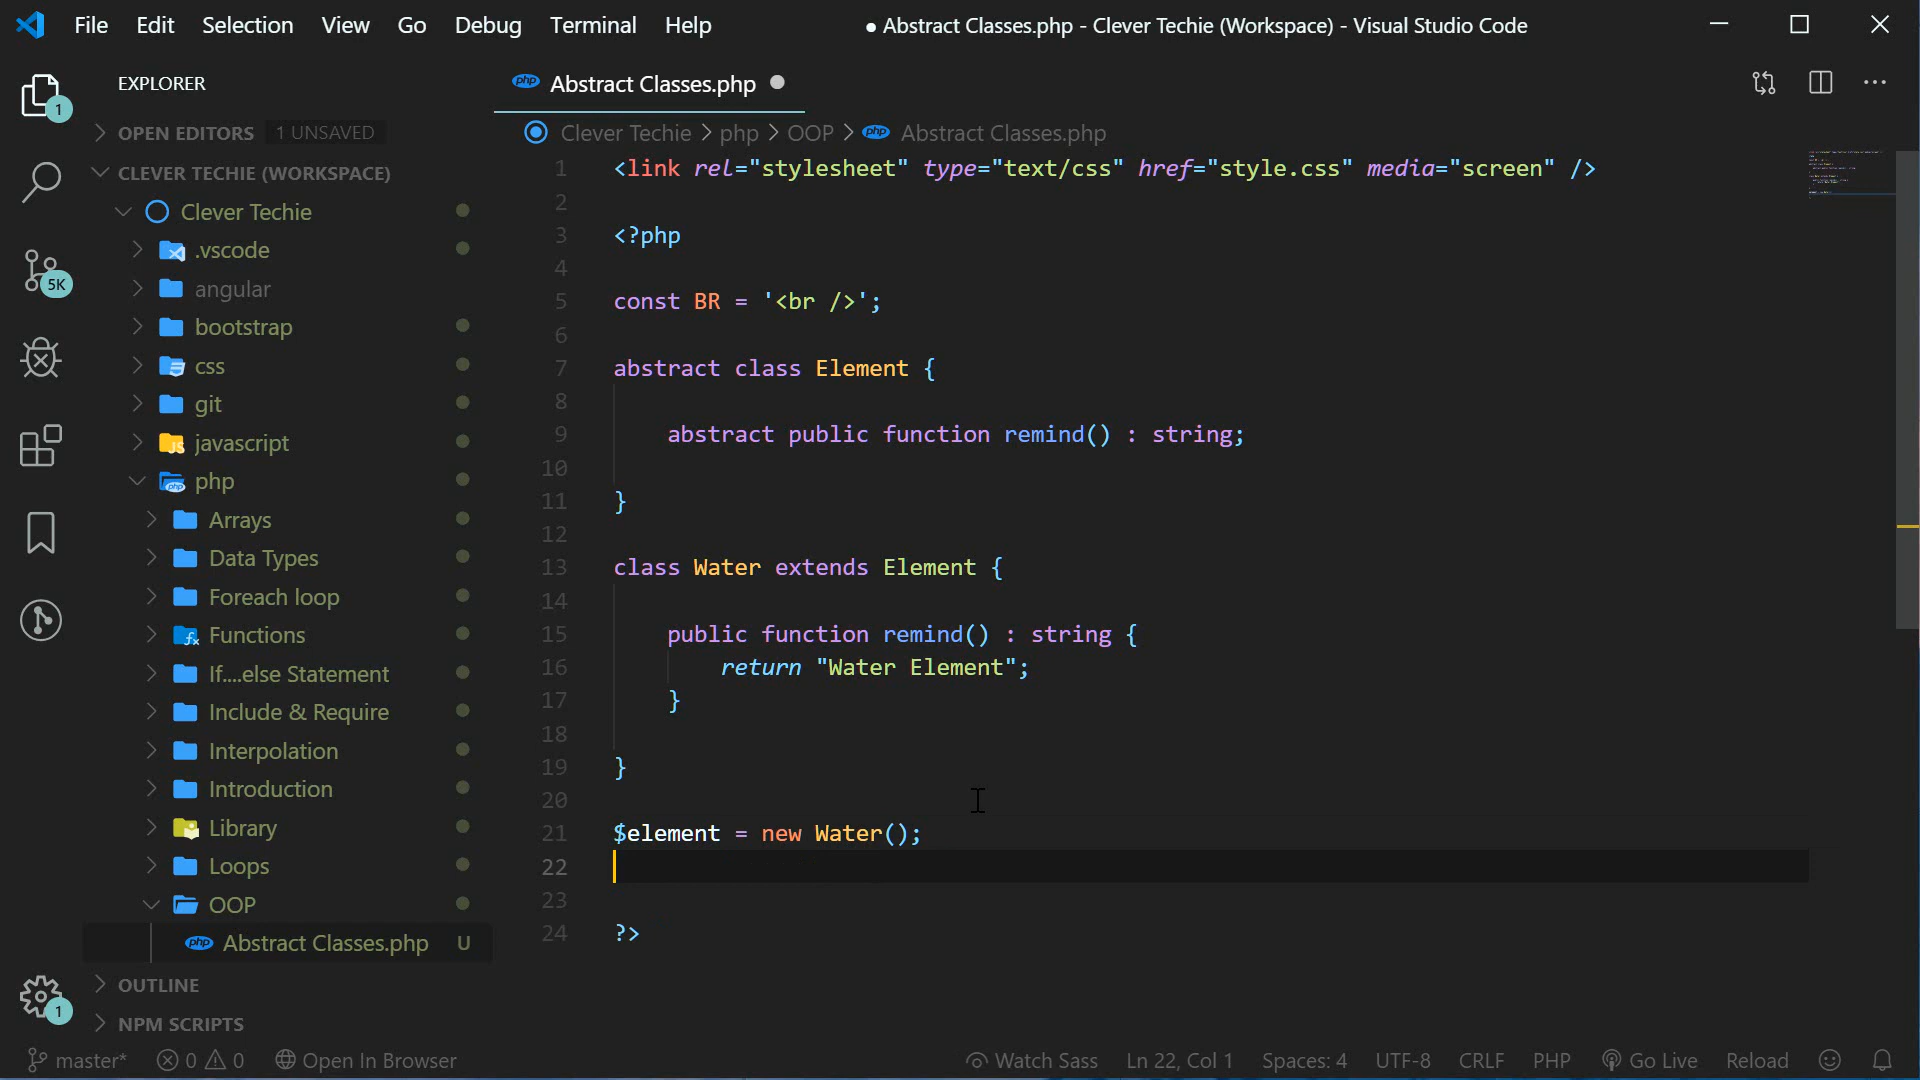 File Edit Selection View Go Debug Terminal Help
● Abstract Classes.php - Clever Techie (Workspace) - Visual Studio Code
EXPLORER
OPEN EDITORS 1 UNSAVED
CLEVER TECHIE (WORKSPACE)
Clever Techie
.vscode
angular
bootstrap
css
git
javascript
php
Arrays
Data Types
Foreach loop
Functions
If....else Statement
Include & Require
Interpolation
Introduction
Library
Loops
OOP
php Abstract Classes.php U
OUTLINE
NPM SCRIPTS
1
5K
1
php Abstract Classes.php
Clever Techie > php > OOP > php Abstract Classes.php
1 <link rel="stylesheet" type="text/css" href="style.css" media="screen" />
2
3 <?php
4
5 const BR = '<br />';
6
7 abstract class Element {
8
9 abstract public function remind() : string;
10
11 }
12
13 class Water extends Element {
14
15 public function remind() : string {
16 return "Water Element";
17 }
18
19 }
20
21 $element = new Water();
22
23
24 ?>
master* 0 0 Open In Browser Watch Sass Ln 22, Col 1 Spaces: 4 UTF-8 CRLF PHP Go Live Reload